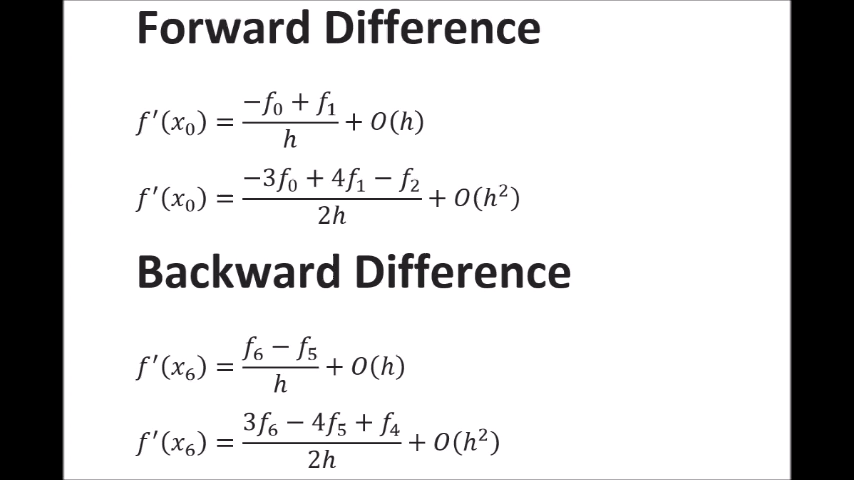 Forward Difference
f′(x₀) = (−f₀ + f₁)/h + O(h)
f′(x₀) = (−3f₀ + 4f₁ − f₂)/2h + O(h²)
Backward Difference
f′(x₆) = (f₆ − f₅)/h + O(h)
f′(x₆) = (3f₆ − 4f₅ + f₄)/2h + O(h²)